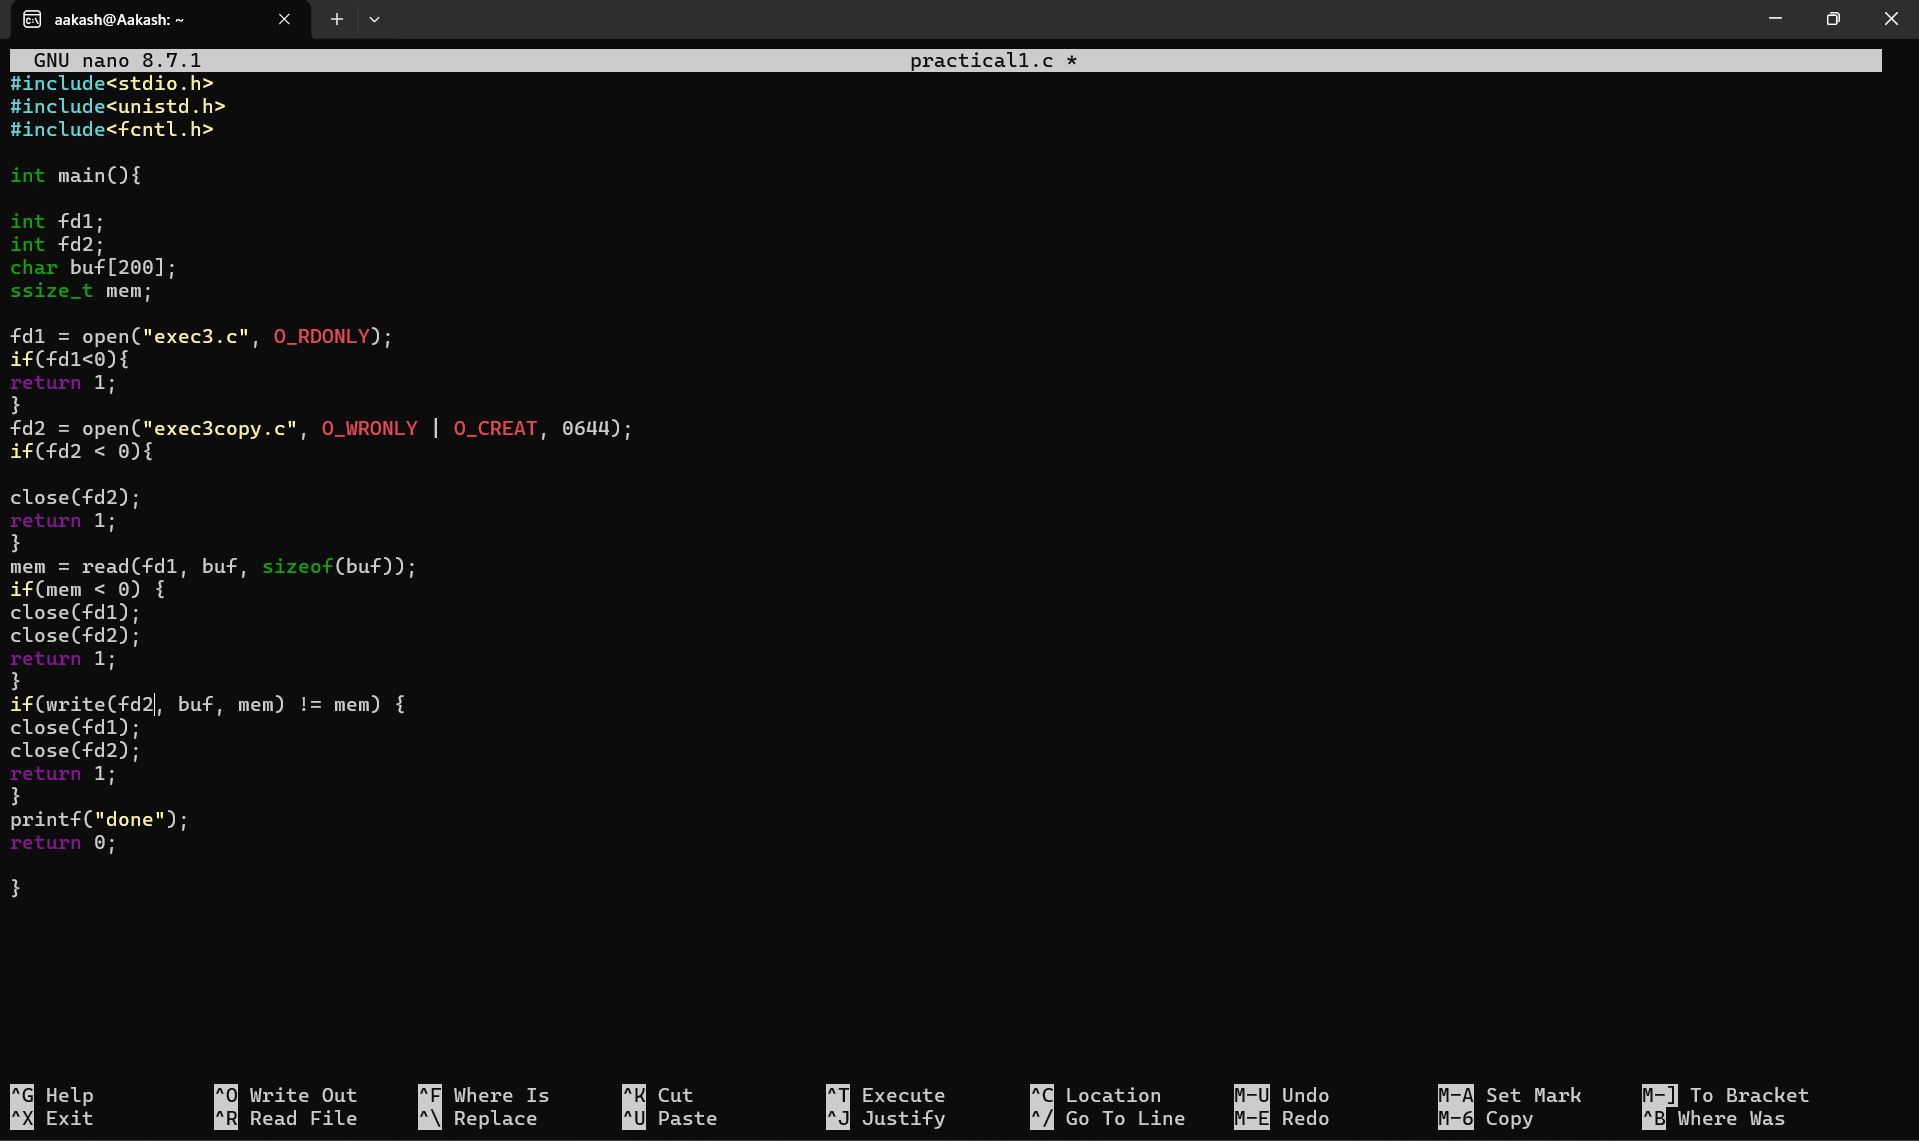 aakash@Aakash: ~
GNU nano 8.7.1 practical1.c *
#include<stdio.h>
#include<unistd.h>
#include<fcntl.h>
int main(){
int fd1;
int fd2;
char buf[200];
ssize_t mem;
fd1 = open("exec3.c", O_RDONLY);
if(fd1<0){
return 1;
}
fd2 = open("exec3copy.c", O_WRONLY | O_CREAT, 0644);
if(fd2 < 0){
close(fd2);
return 1;
}
mem = read(fd1, buf, sizeof(buf));
if(mem < 0) {
close(fd1);
close(fd2);
return 1;
}
if(write(fd2, buf, mem) != mem) {
close(fd1);
close(fd2);
return 1;
}
printf("done");
return 0;
}
^G Help ^O Write Out ^F Where Is ^K Cut ^T Execute ^C Location M-U Undo M-A Set Mark M-] To Bracket
^X Exit ^R Read File ^\ Replace ^U Paste ^J Justify ^/ Go To Line M-E Redo M-6 Copy ^B Where Was